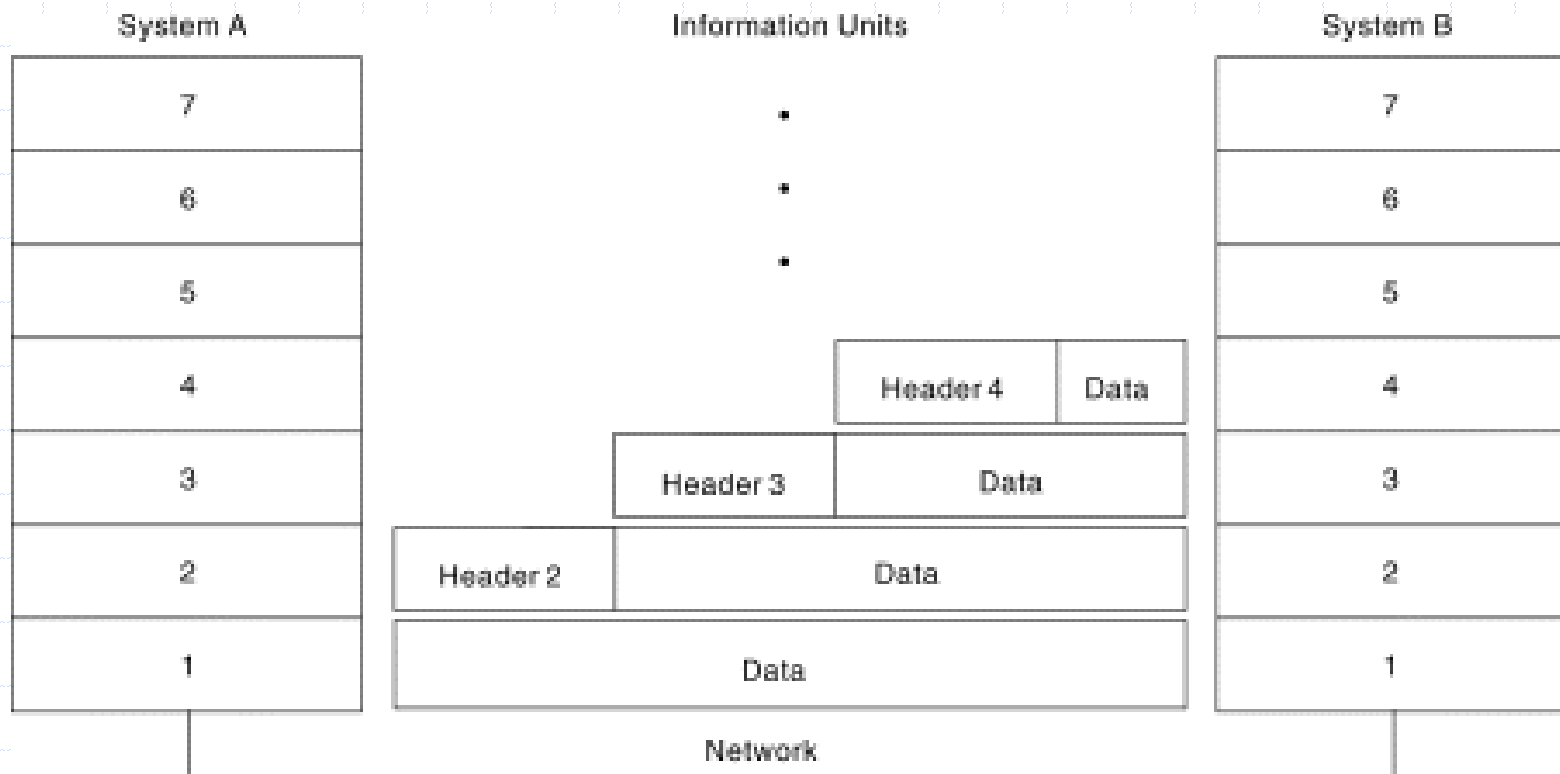 System A
Information Units
System B
7
7
6
6
5
5
4
Header 4
Data
4
3
Header 3
Data
3
2
Header 2
Data
2
1
Data
1
Network